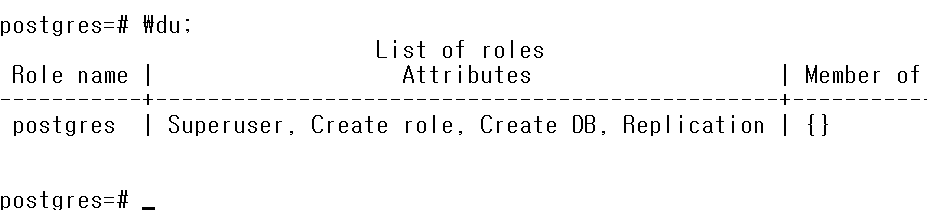 postgres=# ₩du;
List of roles
Role name | Attributes | Member of
-----------+------------------------------------------------+-----------
postgres | Superuser, Create role, Create DB, Replication | {}
postgres=# _